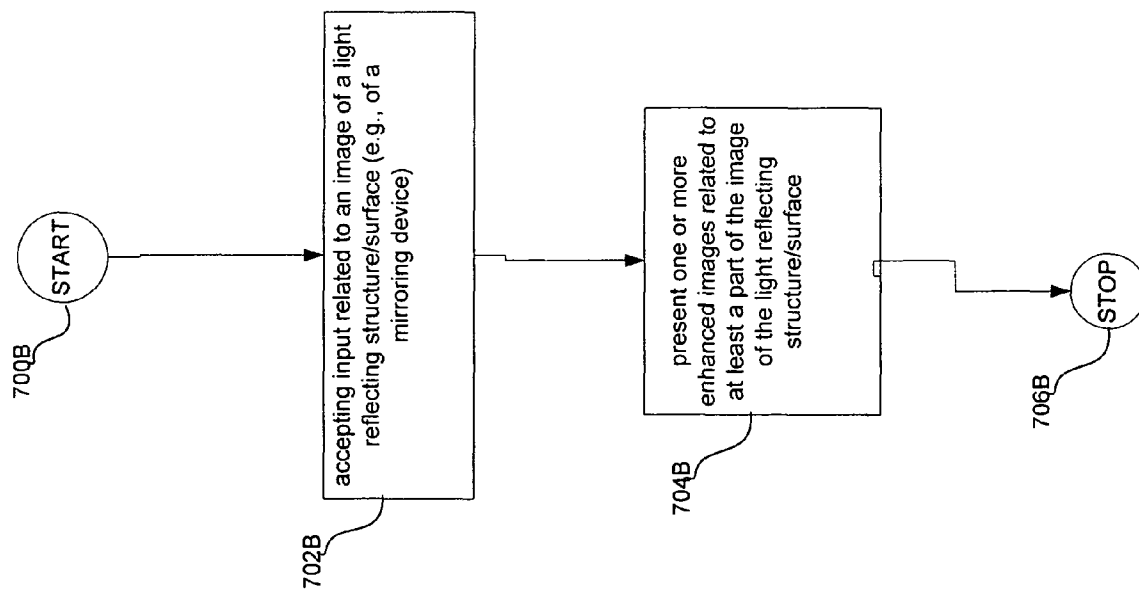 700B
START
702B
accepting input related to an image of a light
reflecting structure/surface (e.g., of a
mirroring device)
704B
present one or more
enhanced images related to
at least a part of the image
of the light reflecting
structure/surface
706B
STOP